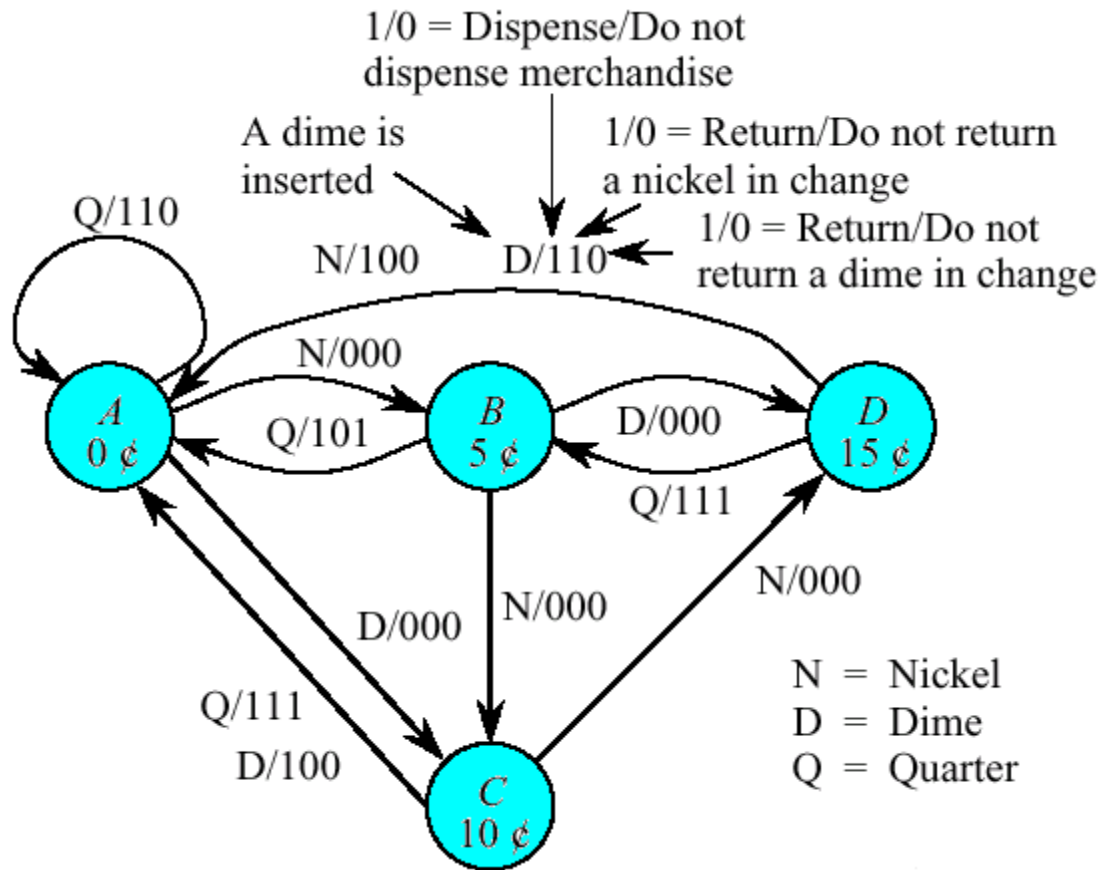 1/0 = Dispense/Do not
dispense merchandise
A dime is
inserted
1/0 = Return/Do not return
a nickel in change
1/0 = Return/Do not
return a dime in change
D/110
Q/110
N/100
N/000
Q/101
D/000
Q/111
A
0 ¢
B
5 ¢
D
15 ¢
D/000
N/000
N/000
Q/111
D/100
C
10 ¢
N = Nickel
D = Dime
Q = Quarter